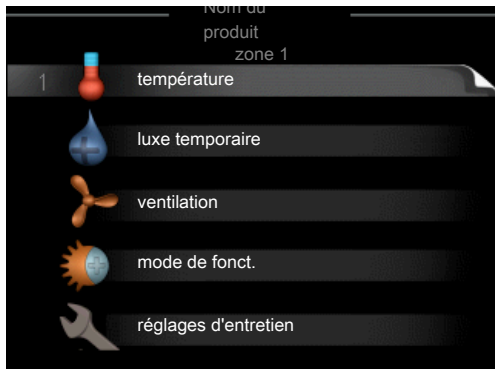 Nom du
produit
zone 1
1 température
luxe temporaire
ventilation
mode de fonct.
réglages d'entretien